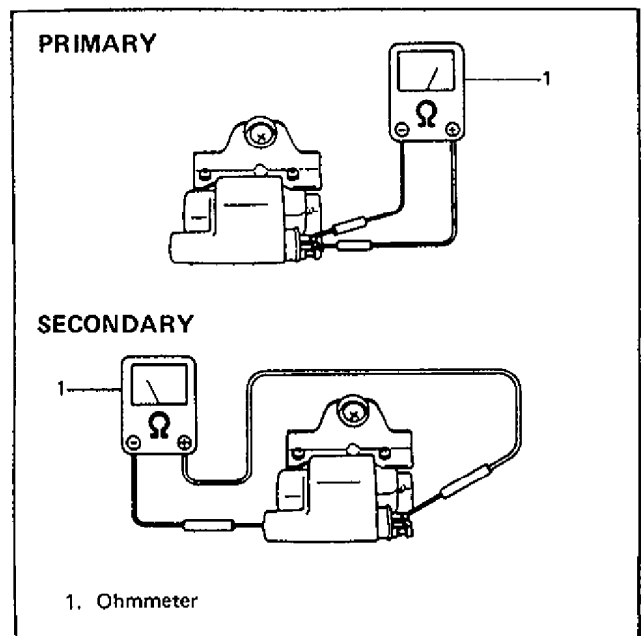 PRIMARY
1
Ω
⊖ ⊕
SECONDARY
1
Ω
⊖ ⊕
1. Ohmmeter